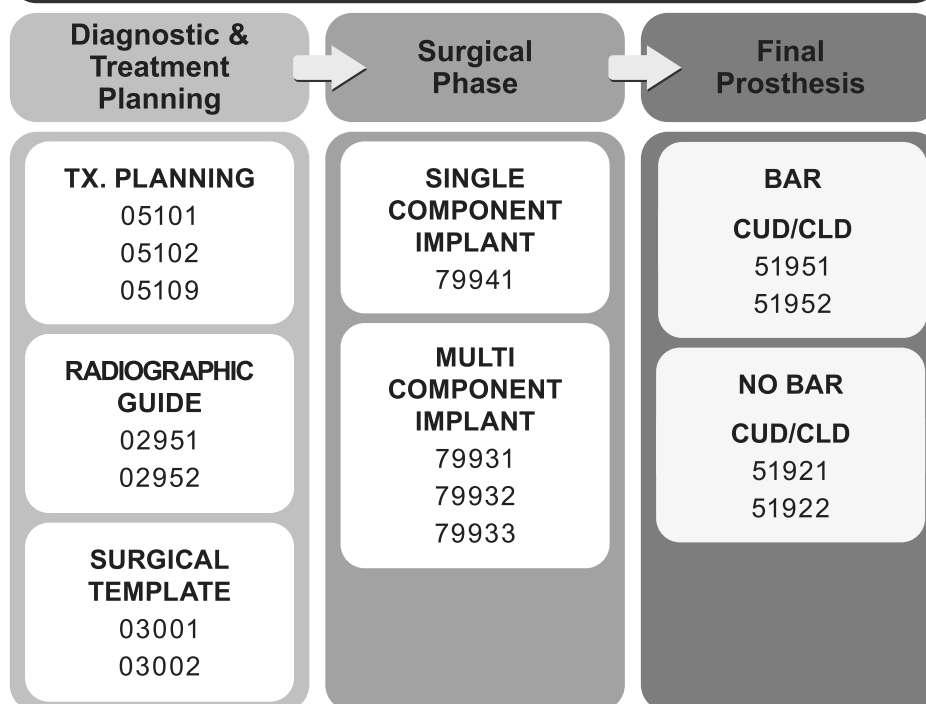 Diagnostic &
Treatment
Planning
Surgical
Phase
Final
Prosthesis
TX. PLANNING
05101
05102
05109
RADIOGRAPHIC
GUIDE
02951
02952
SURGICAL
TEMPLATE
03001
03002
SINGLE
COMPONENT
IMPLANT
79941
MULTI
COMPONENT
IMPLANT
79931
79932
79933
BAR
CUD/CLD
51951
51952
NO BAR
CUD/CLD
51921
51922